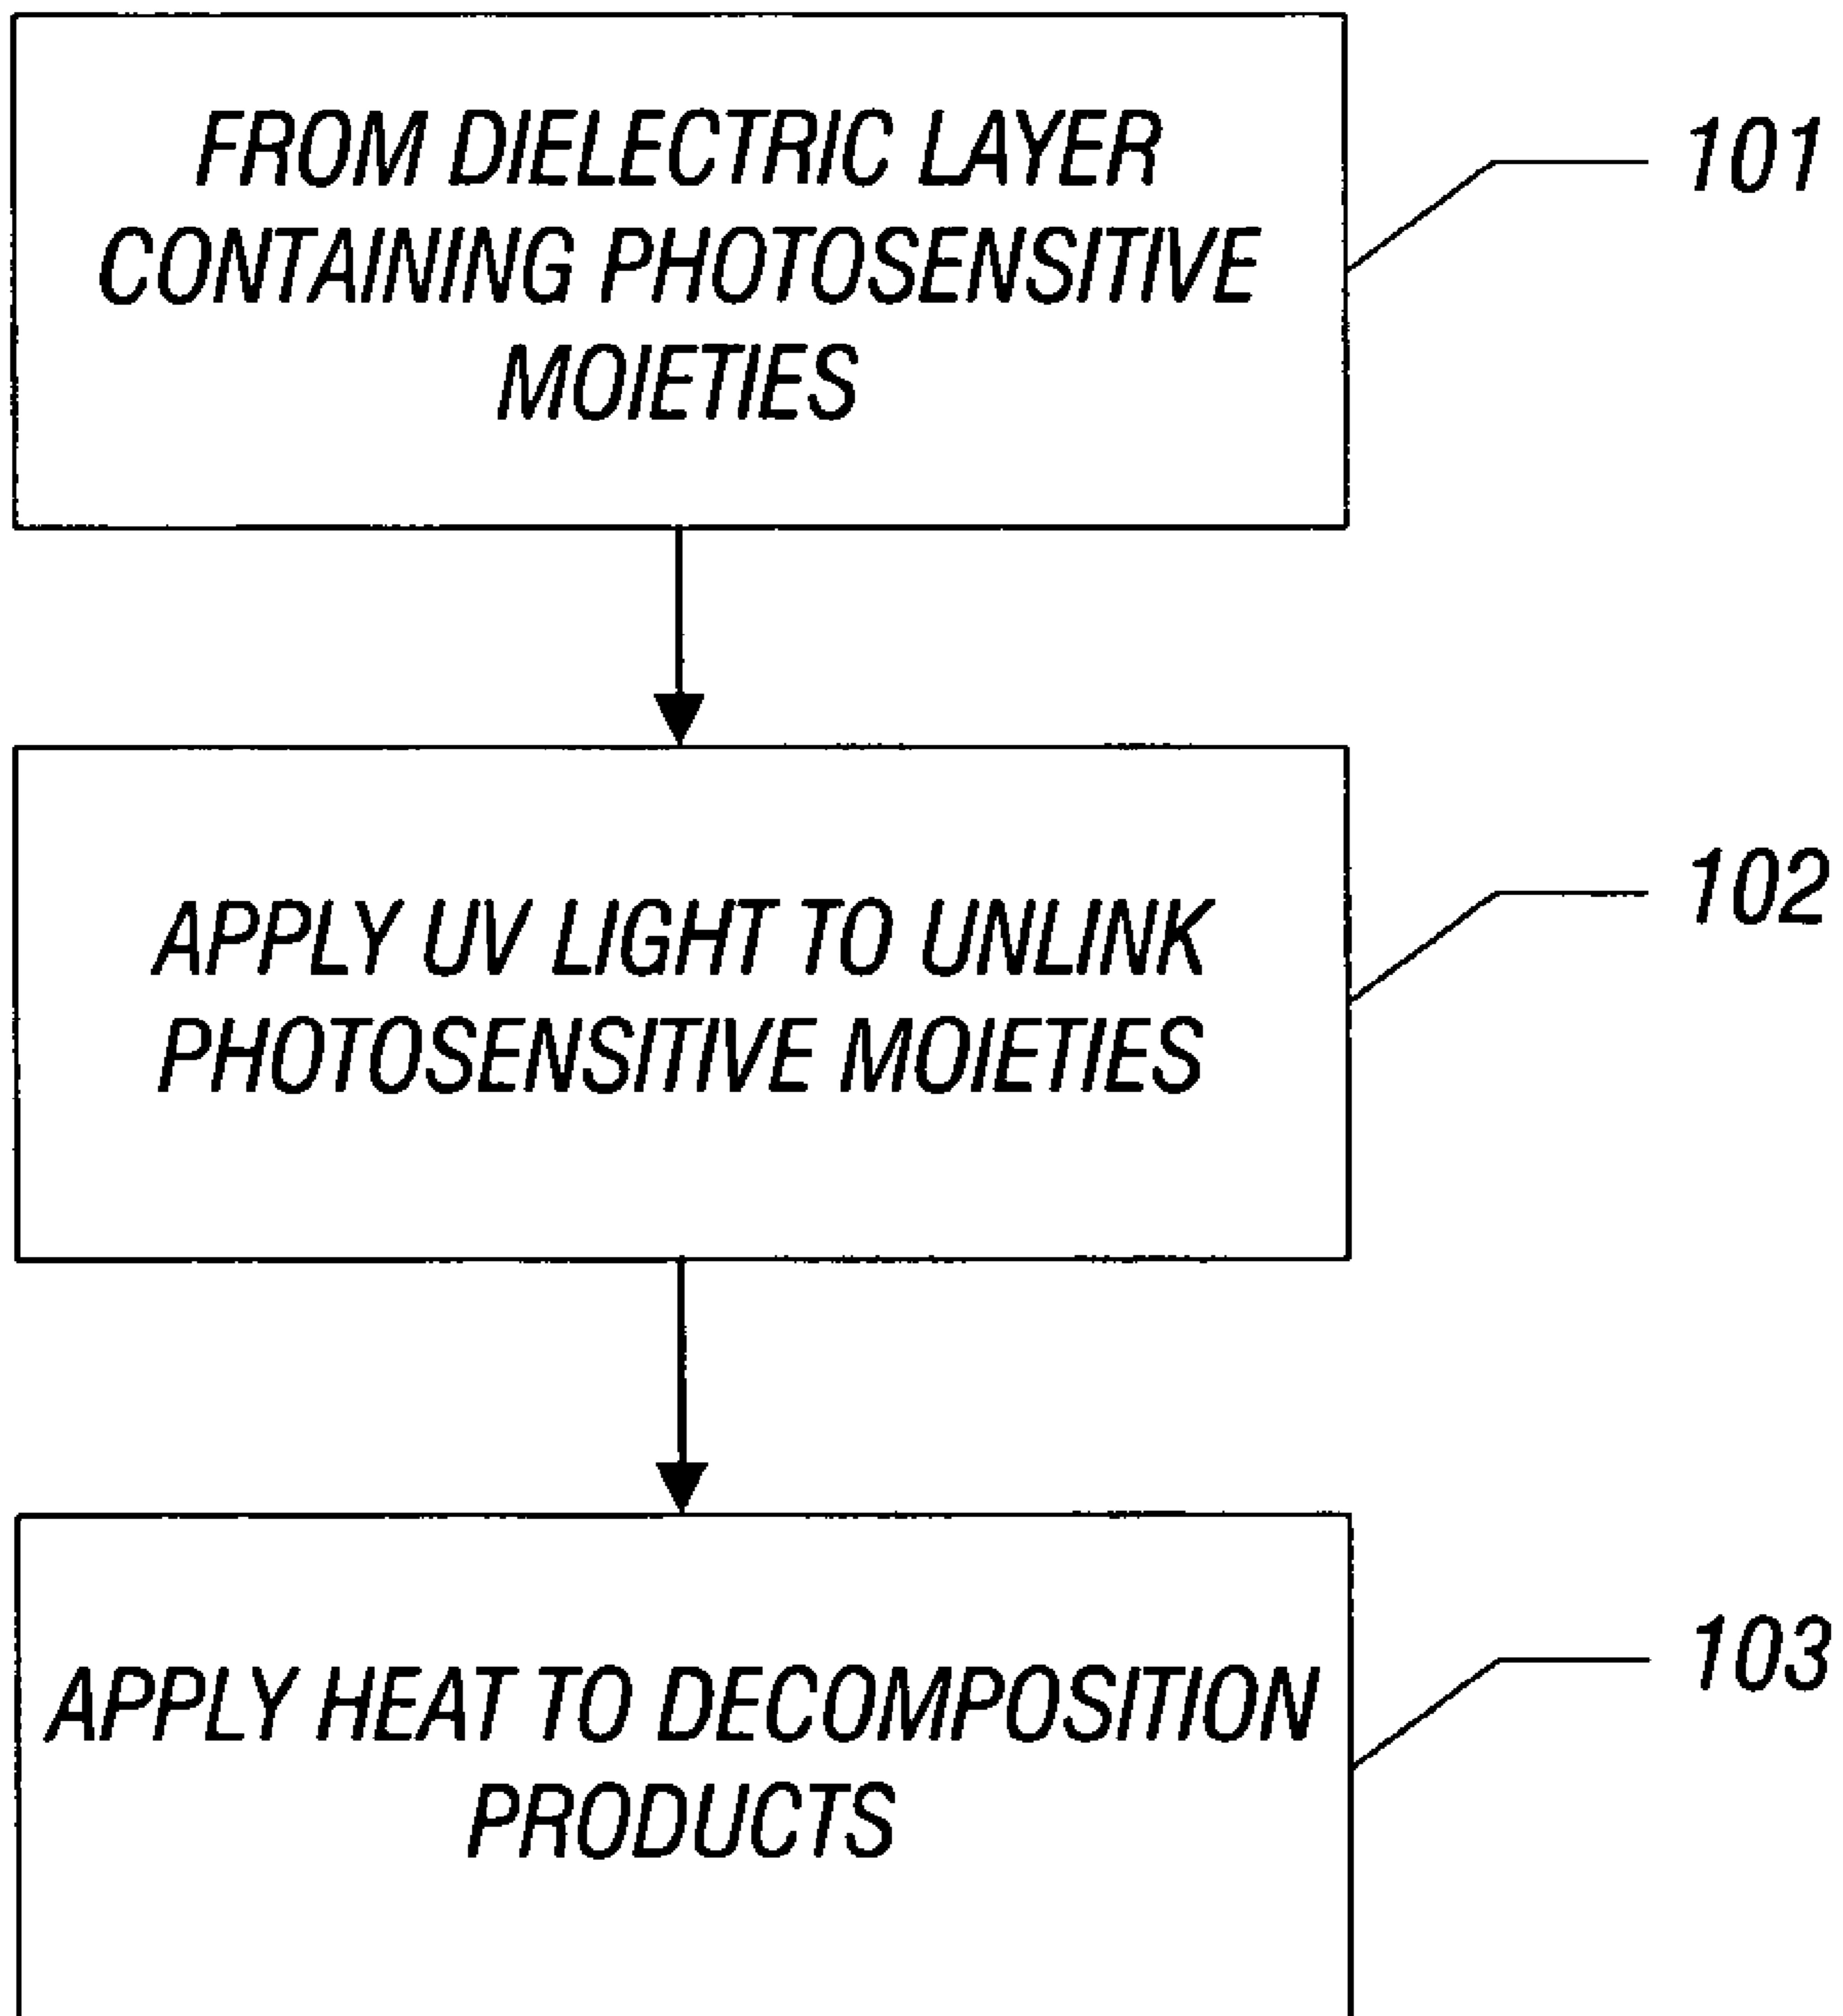 FROM DIELECTRIC LAYER
CONTAINING PHOTOSENSITIVE
MOIETIES
101
APPLY UV LIGHT TO UNLINK
PHOTOSENSITIVE MOIETIES
102
APPLY HEAT TO DECOMPOSITION
PRODUCTS
103